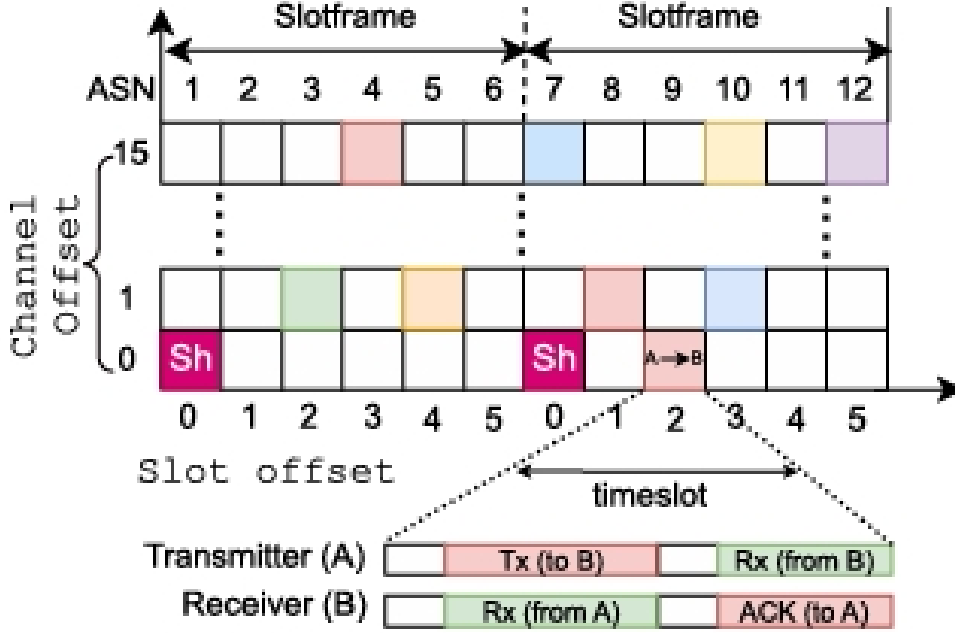 Slotframe Slotframe
ASN 1 2 3 4 5 6 7 8 9 10 11 12
15
Channel
Offset
1
0 Sh Sh A B
0 1 2 3 4 5 0 1 2 3 4 5
Slot offset
timeslot
Transmitter (A) Tx (to B) Rx (from B)
Receiver (B) Rx (from A) ACK (to A)